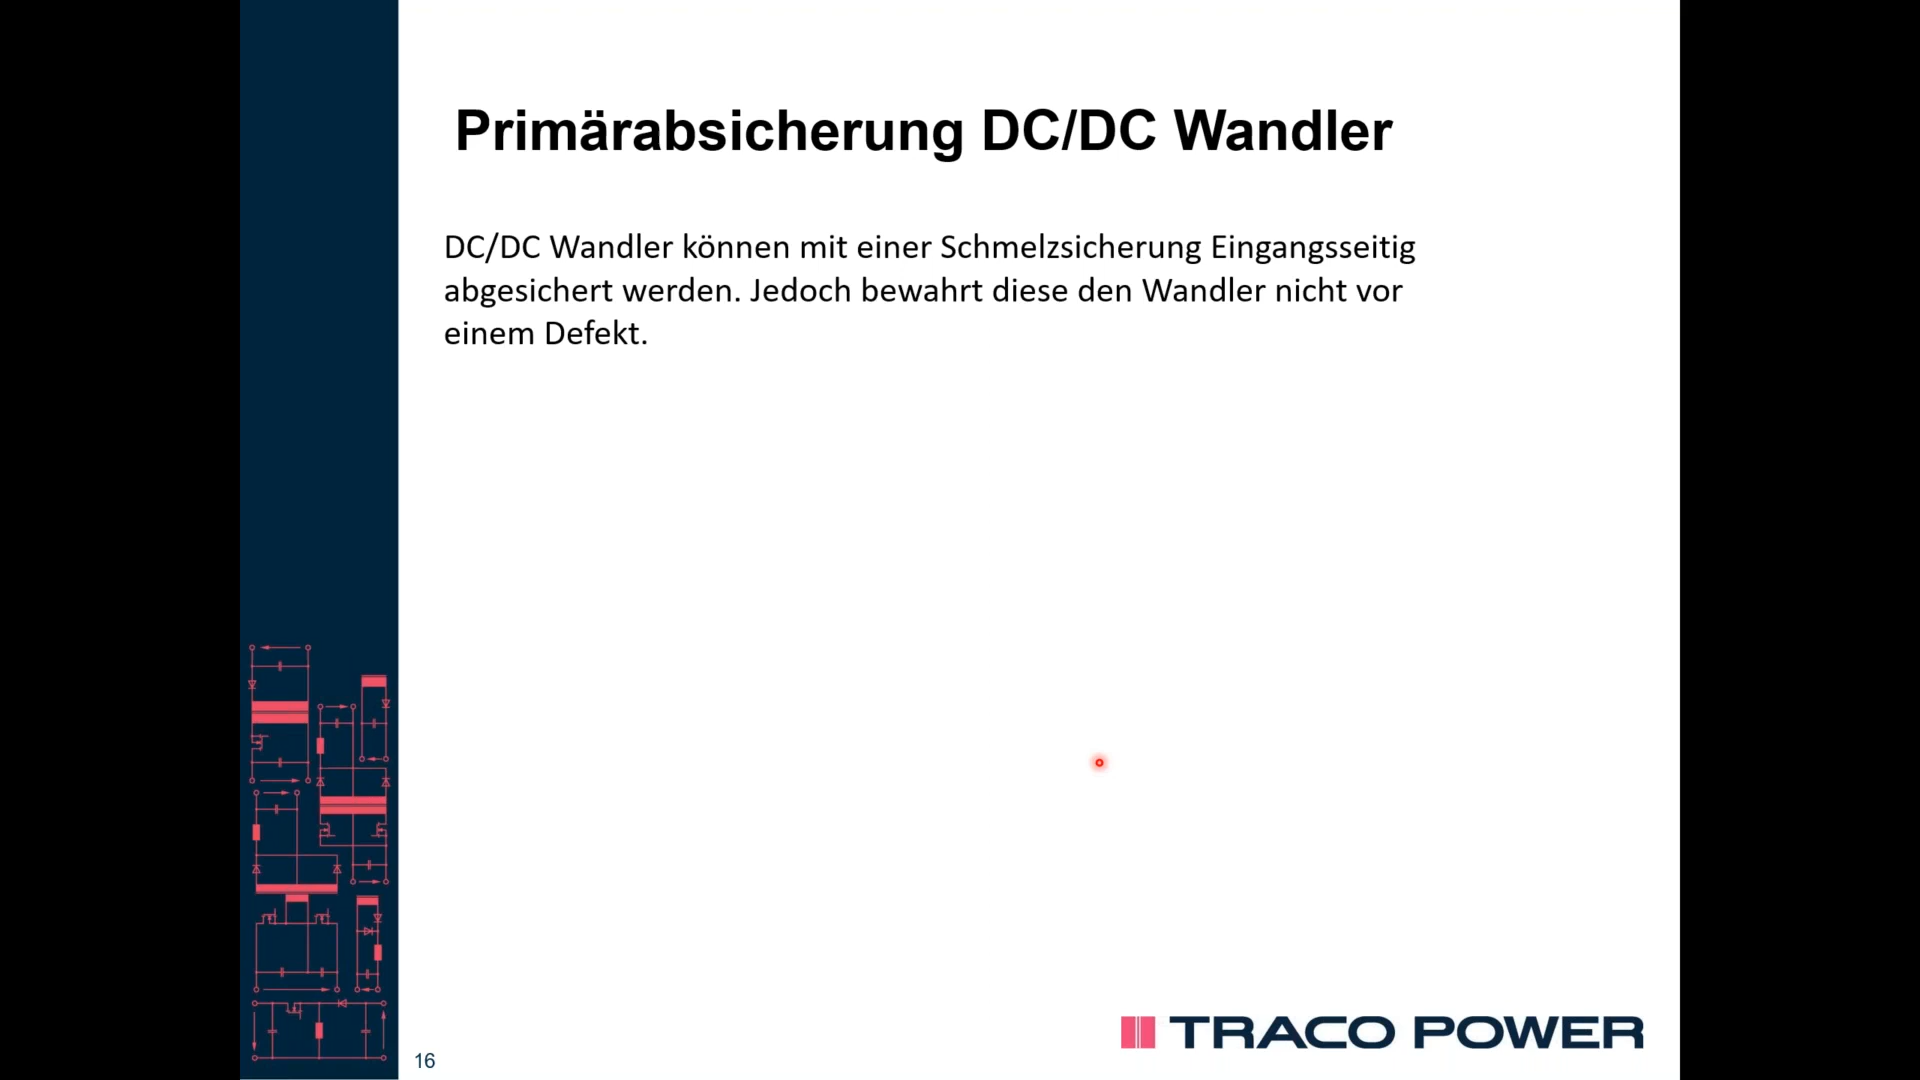 Primärabsicherung DC/DC Wandler
DC/DC Wandler können mit einer Schmelzsicherung Eingangsseitig
abgesichert werden. Jedoch bewahrt diese den Wandler nicht vor
einem Defekt.
TRACO POWER
16